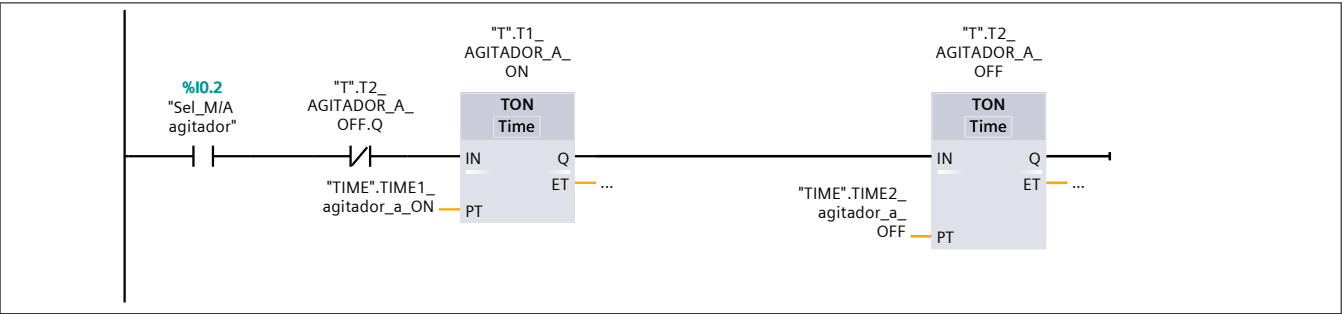 %I0.2
"Sel_M/A
agitador"
"T".T2_
AGITADOR_A_
OFF.Q
"T".T1_
AGITADOR_A_
ON
TON
Time
IN
Q
ET
...
"TIME".TIME1_
agitador_a_ON
PT
"T".T2_
AGITADOR_A_
OFF
TON
Time
IN
Q
ET
...
"TIME".TIME2_
agitador_a_
OFF
PT